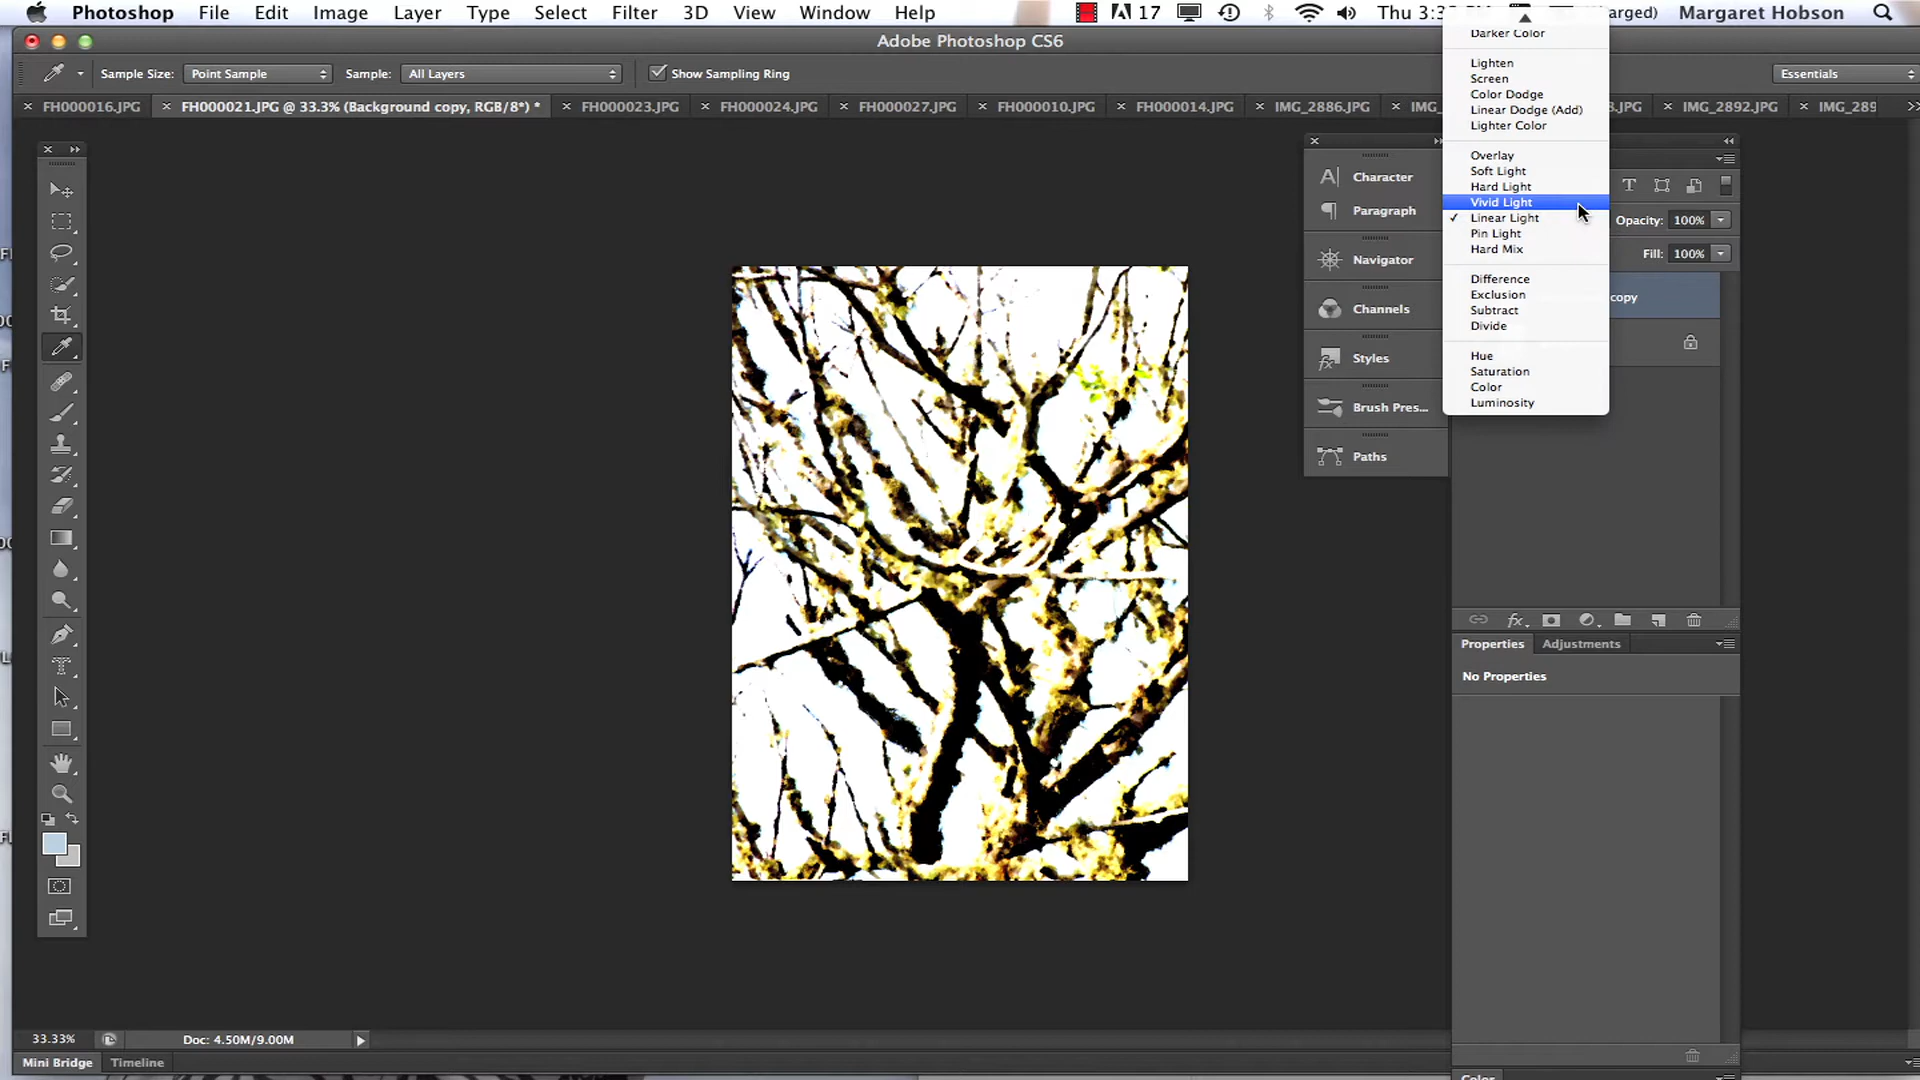 Photoshop File Edit Image Layer Type Select Filter 3D View Window Help 17 Thu 3:3 arged) Margaret Hobson
Adobe Photoshop CS6
Sample Size: Point Sample Sample: All Layers Show Sampling Ring Essentials
FH000016.JPG FH000021.JPG @ 33.3% (Background copy, RGB/8*) * FH000023.JPG FH000024.JPG FH000027.JPG FH000010.JPG FH000014.JPG IMG_2886.JPG IMG_ 8.JPG IMG_2892.JPG IMG_289
Darker Color
Lighten
Screen
Color Dodge
Linear Dodge (Add)
Lighter Color
Overlay
Soft Light
Hard Light
Vivid Light
✓ Linear Light
Pin Light
Hard Mix
Difference
Exclusion
Subtract
Divide
Hue
Saturation
Color
Luminosity
Character
Paragraph
Navigator
Channels
Styles
Brush Pres...
Paths
Opacity: 100%
Fill: 100%
copy
Properties Adjustments
No Properties
33.33% Doc: 4.50M/9.00M
Mini Bridge Timeline
Color